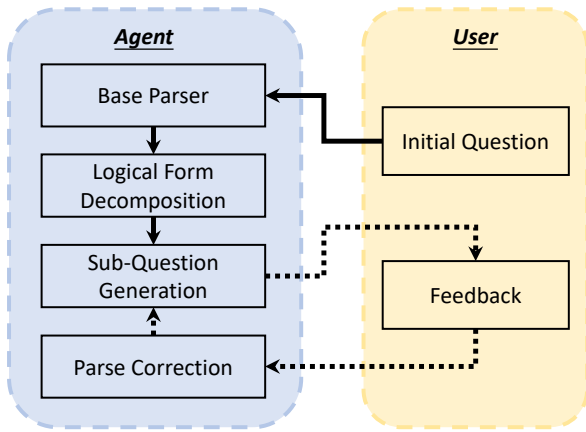 Agent
Base Parser
Logical Form
Decomposition
Sub-Question
Generation
Parse Correction
User
Initial Question
Feedback